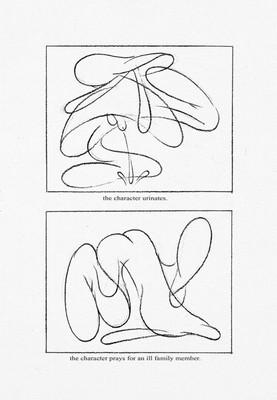 the character urinates.
the character prays for an ill family member.